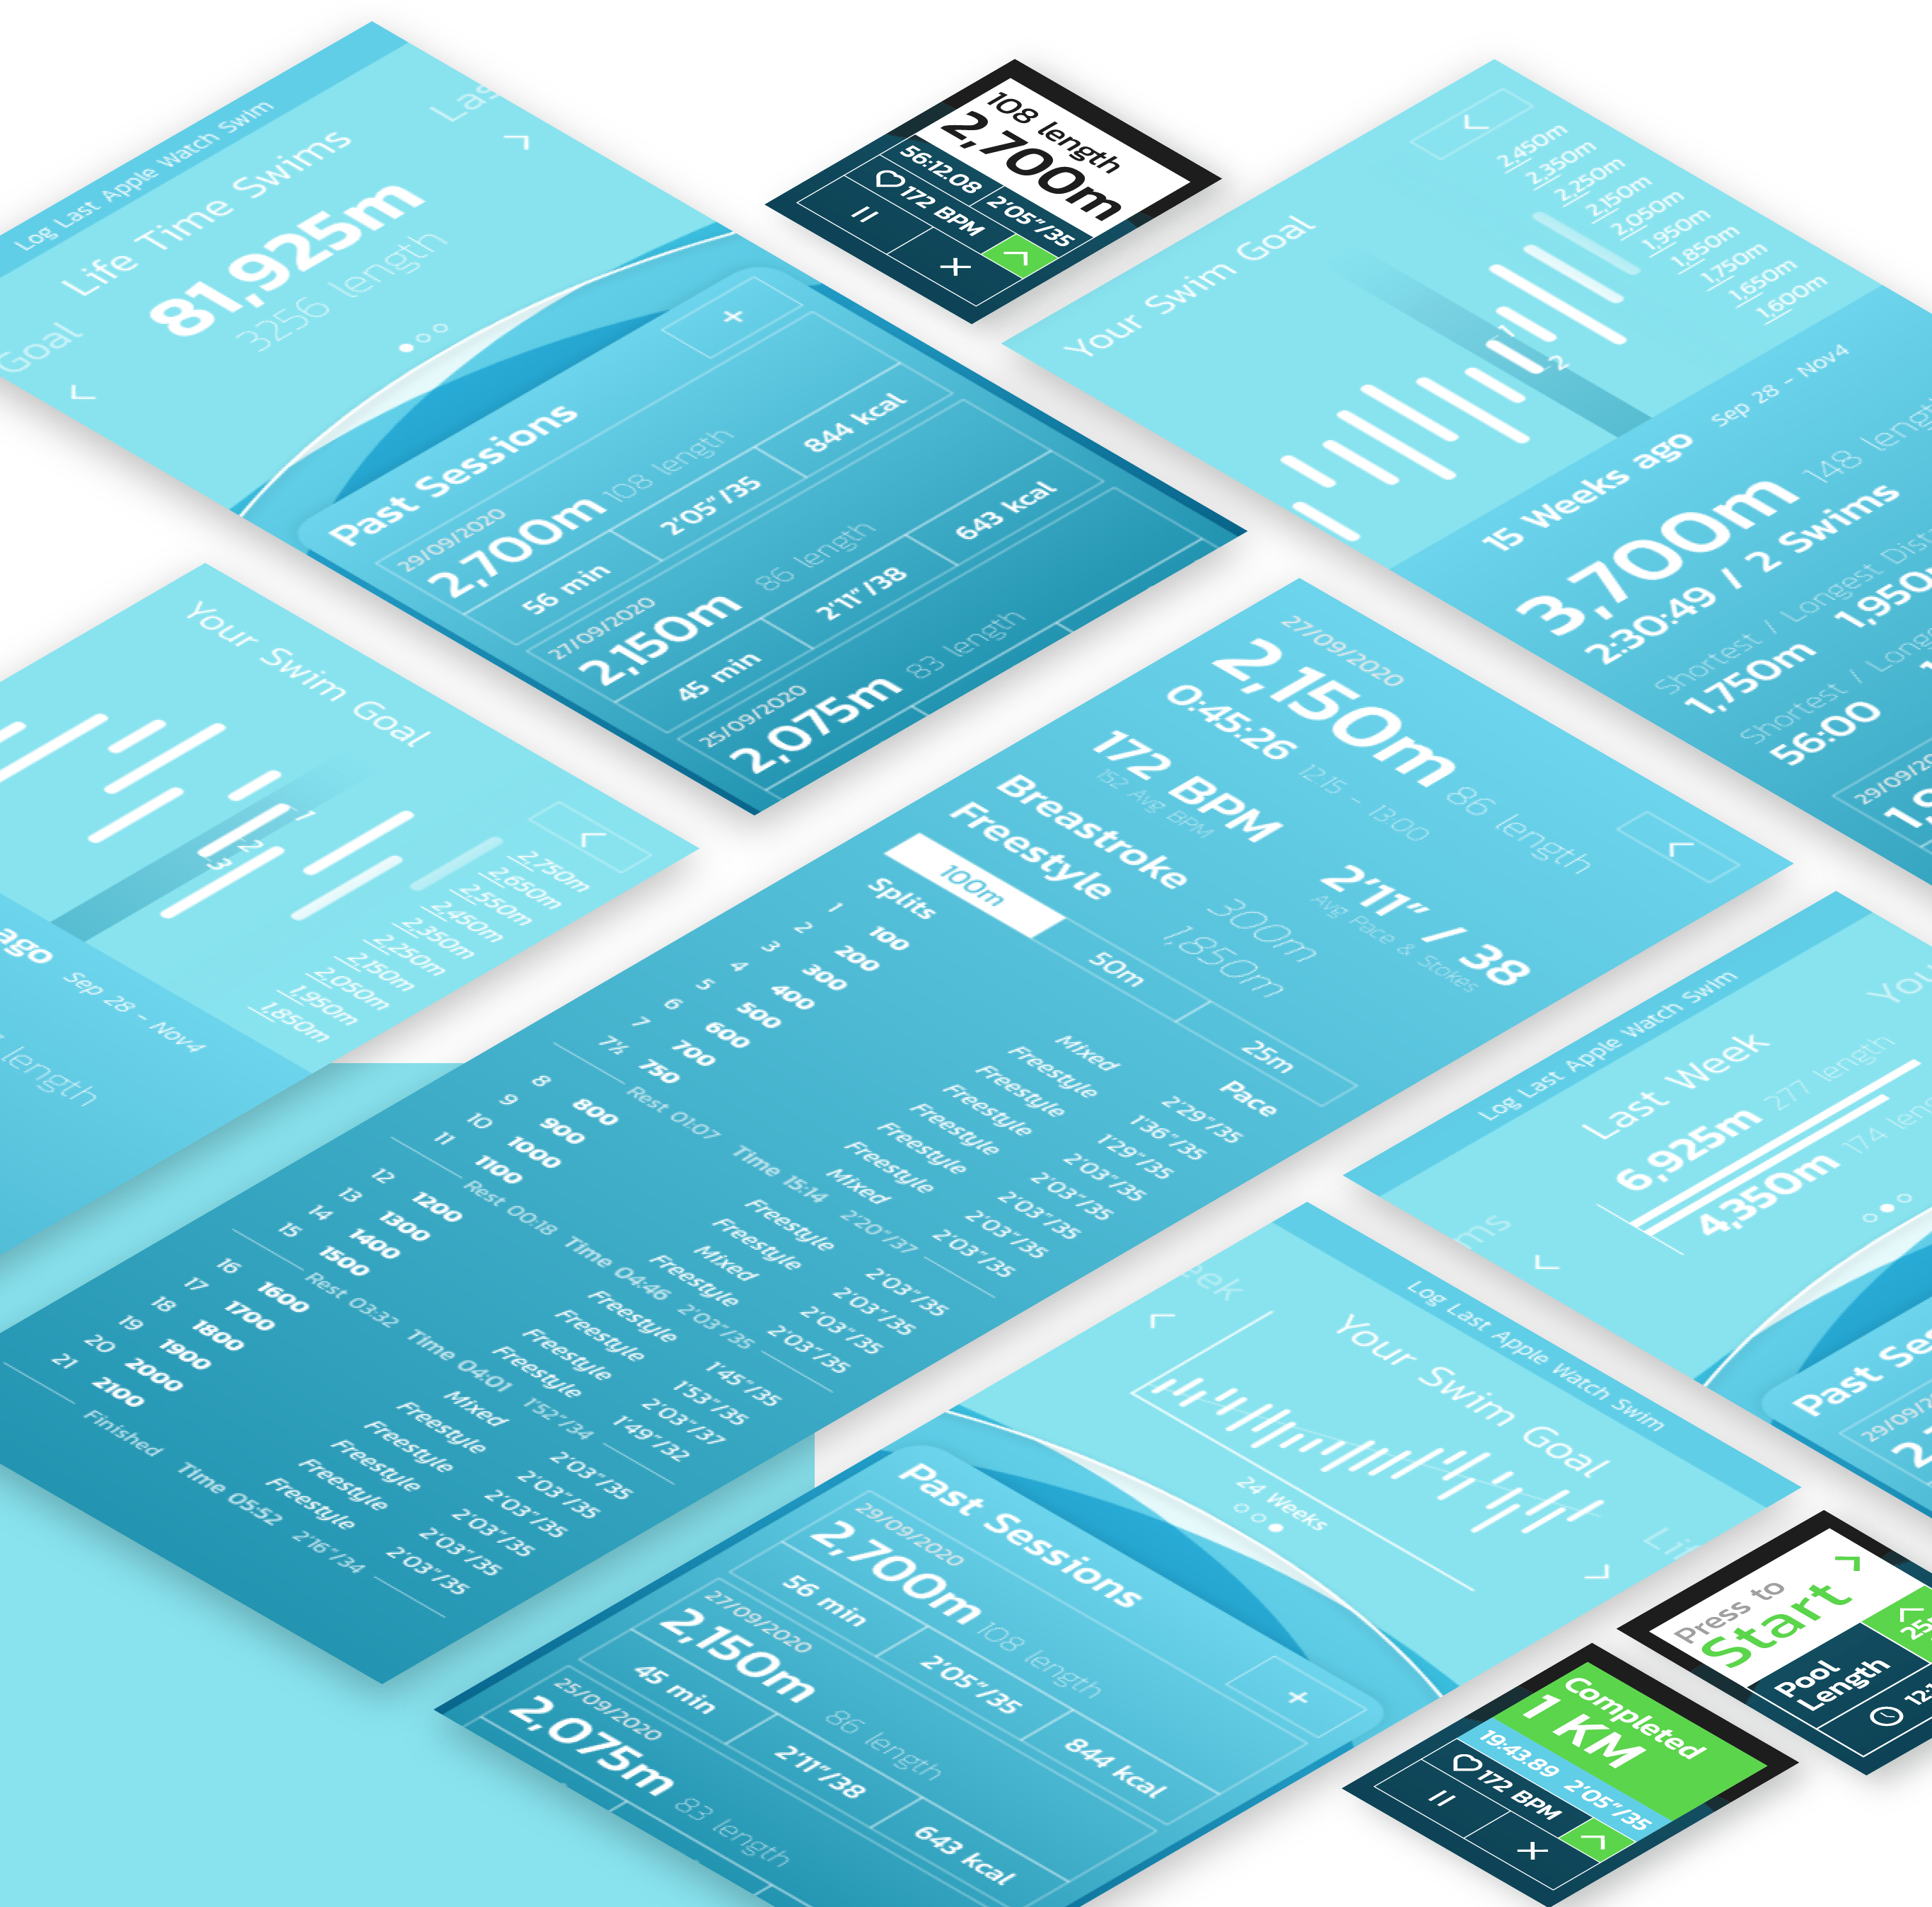 Log Last Apple Watch Swim
Life Time Swims
81,925m
3256 length
Goal
Past Sessions
+
29/09/2020
2,700m 108 length
56 min
2'05"/35
844 kcal
27/09/2020
2,150m 86 length
45 min
2'11"/38
643 kcal
25/09/2020
2,075m 83 length
108 length
2,700m
56:12.08
2'05"/35
172 BPM
Your Swim Goal
2,450m
2,350m
2,250m
2,150m
2,050m
1,950m
1,850m
1,750m
1,650m
1,600m
1
2
15 Weeks ago
Sep 28 - Nov4
3,700m
148 length
2:30:49 / 2 Swims
Shortest / Longest
1,750m
Shortest /
56:00
Your Swim Goal
1
2
3
2,750m
2,650m
2,550m
2,450m
2,350m
2,250m
2,150m
2,050m
1,950m
1,850m
ago
Sep 28 - Nov4
length
27/09/2020
2,150m 86 length
0:45:26 12:15 - 13:00
172 BPM
152 Avg BPM
2'11" / 38
Avg Pace & Stokes
Breastroke 300m
Freestyle 1,850m
100m
50m
25m
Splits
Pace
1 100 Mixed 2'29"/35
2 200 Freestyle 1'36"/35
3 300 Freestyle 1'29"/35
4 400 Freestyle 2'03"/35
5 500 Freestyle 2'03"/35
6 600 Freestyle 2'03"/35
7 700 Freestyle 2'03"/35
7½ 750 Mixed 2'03"/35
Rest 01:07 Time 15:14 2'20"/37
8 800 Freestyle 2'03"/35
9 900 Freestyle 2'03"/35
10 1000 Mixed 2'03"/35
11 1100 Freestyle 2'03"/35
Rest 00:18 Time 04:46 2'03"/35
12 1200 Freestyle 1'45"/35
13 1300 Freestyle 1'53"/35
14 1400 Freestyle 2'03"/37
15 1500 Freestyle 1'49"/32
Rest 03:32 Time 04:01 1'52"/34
16 1600 Mixed 2'03"/35
17 1700 Freestyle 2'03"/35
18 1800 Freestyle 2'03"/35
19 1900 Freestyle 2'03"/35
20 2000 Freestyle 2'03"/35
21 2100 Freestyle 2'03"/35
Finished Time 05:52 2'16"/34
Log Last Apple Watch Swim
Last Week
6,925m 277 length
4,350m 174
Past
Log Last Apple Watch Swim
Your Swim Goal
24 Weeks
Past Sessions
+
29/09/2020
2,700m 108 length
56 min
2'05"/35
844 kcal
27/09/2020
2,150m 86 length
45 min
2'11"/38
643 kcal
25/09/2020
2,075m 83 length
Press to
Start
Pool
Length
Completed
1 KM
19:43.89 2'05"/35
172 BPM